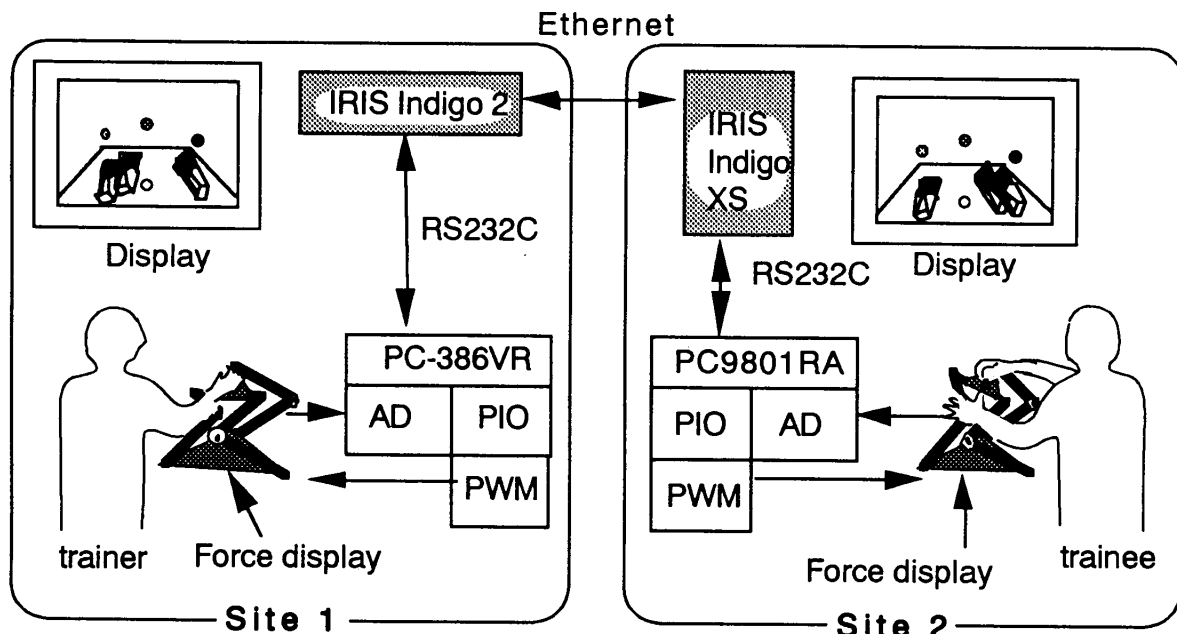 Ethernet
IRIS Indigo 2
Display
RS232C
PC-386VR
AD
PIO
PWM
trainer
Force display
Site 1
IRIS
Indigo
XS
Display
RS232C
PC9801RA
PIO
AD
PWM
Force display
trainee
Site 2